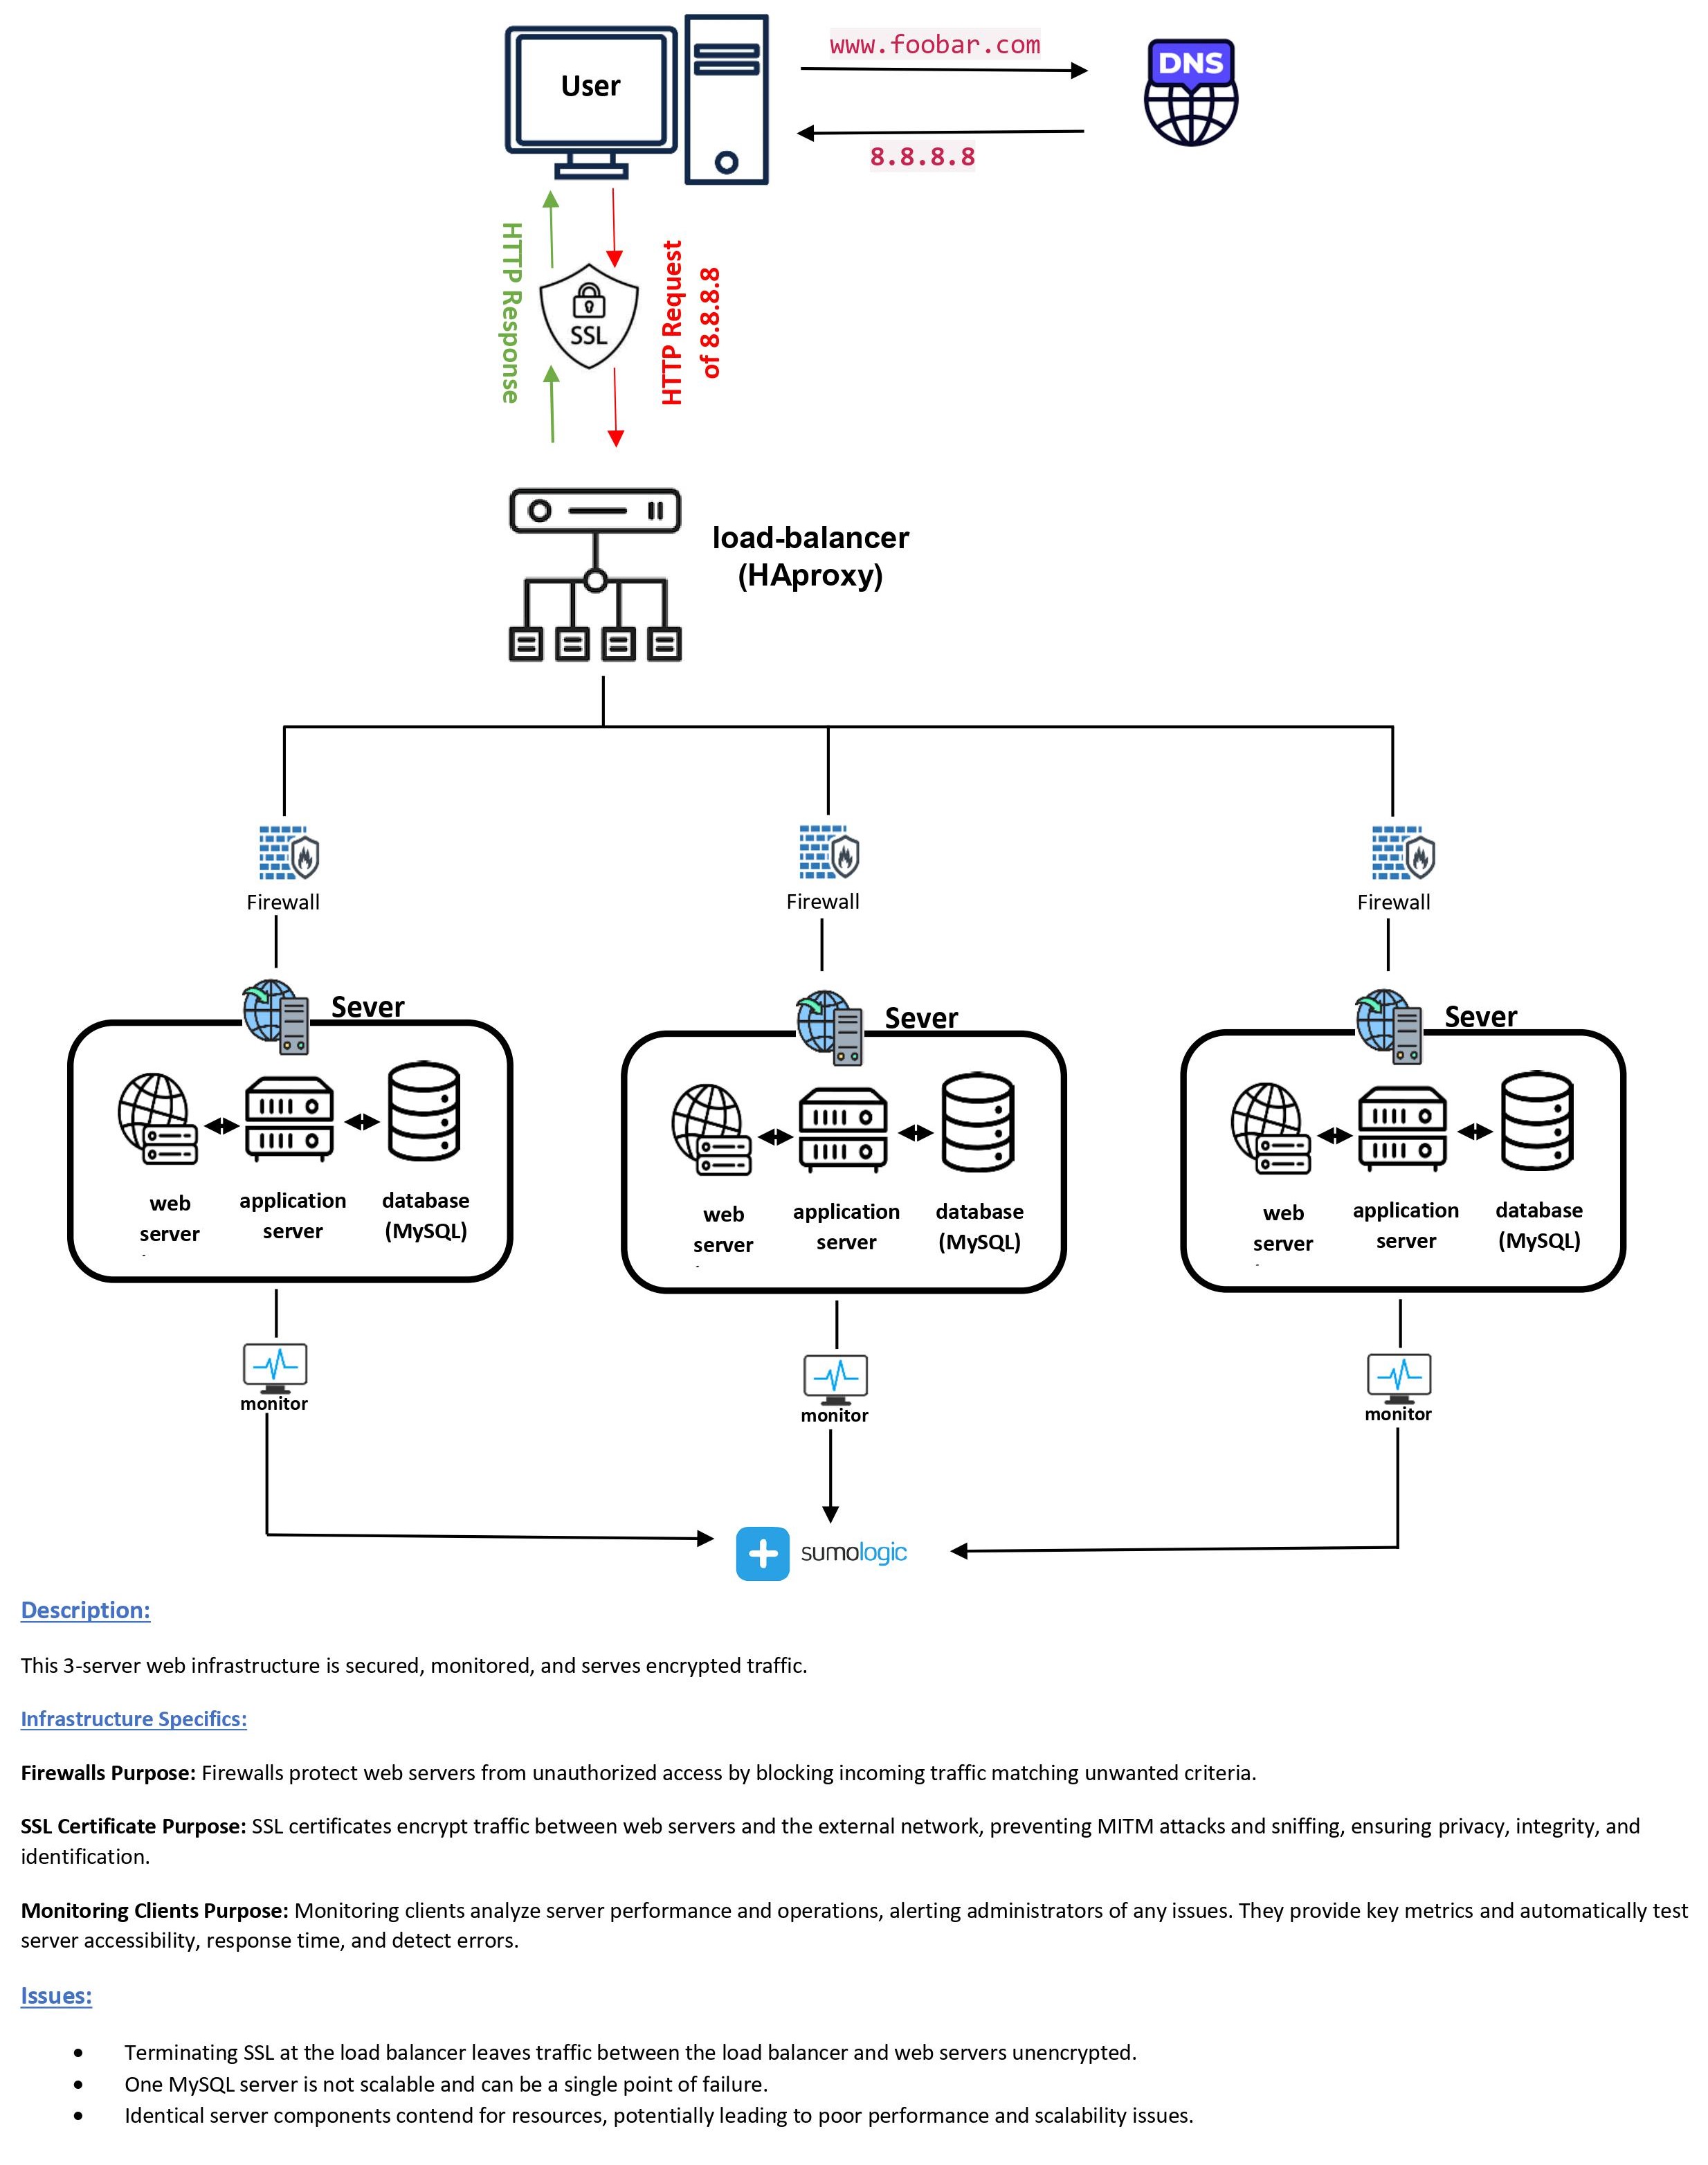 User
www.foobar.com
DNS
8.8.8.8
HTTP Response
SSL
HTTP Request
of 8.8.8.8
load-balancer
(HAproxy)
Firewall
Firewall
Firewall
Sever
web
server
application
server
database
(MySQL)
Sever
web
server
application
server
database
(MySQL)
Sever
web
server
application
server
database
(MySQL)
monitor
monitor
monitor
sumologic
Description:
This 3-server web infrastructure is secured, monitored, and serves encrypted traffic.
Infrastructure Specifics:
Firewalls Purpose: Firewalls protect web servers from unauthorized access by blocking incoming traffic matching unwanted criteria.
SSL Certificate Purpose: SSL certificates encrypt traffic between web servers and the external network, preventing MITM attacks and sniffing, ensuring privacy, integrity, and
identification.
Monitoring Clients Purpose: Monitoring clients analyze server performance and operations, alerting administrators of any issues. They provide key metrics and automatically test
server accessibility, response time, and detect errors.
Issues:
• Terminating SSL at the load balancer leaves traffic between the load balancer and web servers unencrypted.
• One MySQL server is not scalable and can be a single point of failure.
• Identical server components contend for resources, potentially leading to poor performance and scalability issues.